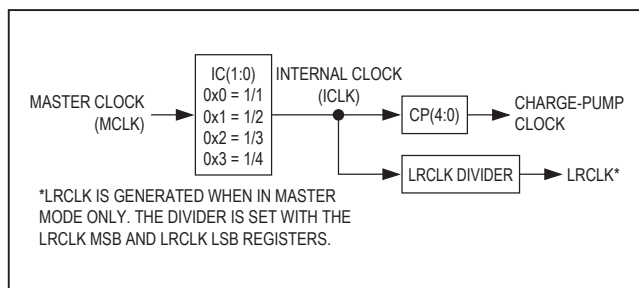 IC(1:0)
0x0 = 1/1
0x1 = 1/2
0x2 = 1/3
0x3 = 1/4
MASTER CLOCK
(MCLK)
INTERNAL CLOCK
(ICLK)
CP(4:0)
CHARGE-PUMP
CLOCK
LRCLK DIVIDER
LRCLK*
*LRCLK IS GENERATED WHEN IN MASTER
MODE ONLY. THE DIVIDER IS SET WITH THE
LRCLK MSB AND LRCLK LSB REGISTERS.